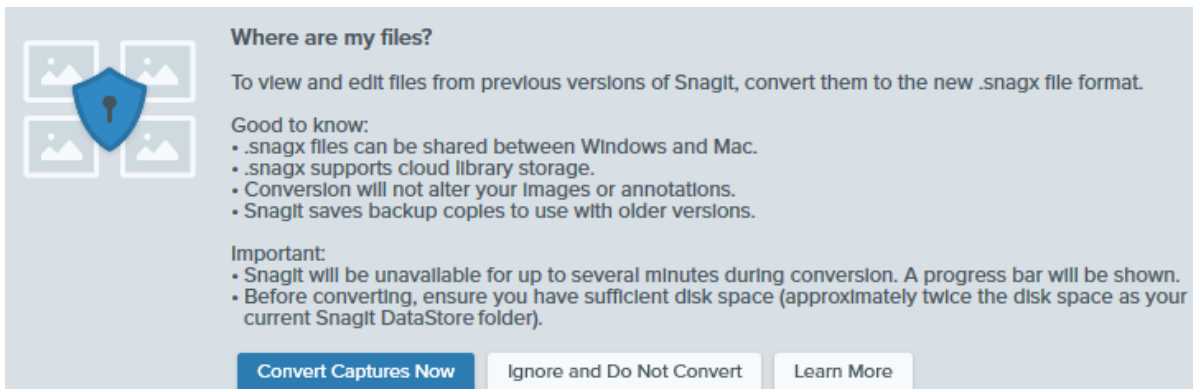 Where are my files?
To view and edit files from previous versions of Snagit, convert them to the new .snagx file format.
Good to know:
• .snagx files can be shared between Windows and Mac.
• .snagx supports cloud library storage.
• Conversion will not alter your images or annotations.
• Snagit saves backup copies to use with older versions.
Important:
• Snagit will be unavailable for up to several minutes during conversion. A progress bar will be shown.
• Before converting, ensure you have sufficient disk space (approximately twice the disk space as your
current Snagit DataStore folder).
Convert Captures Now Ignore and Do Not Convert Learn More